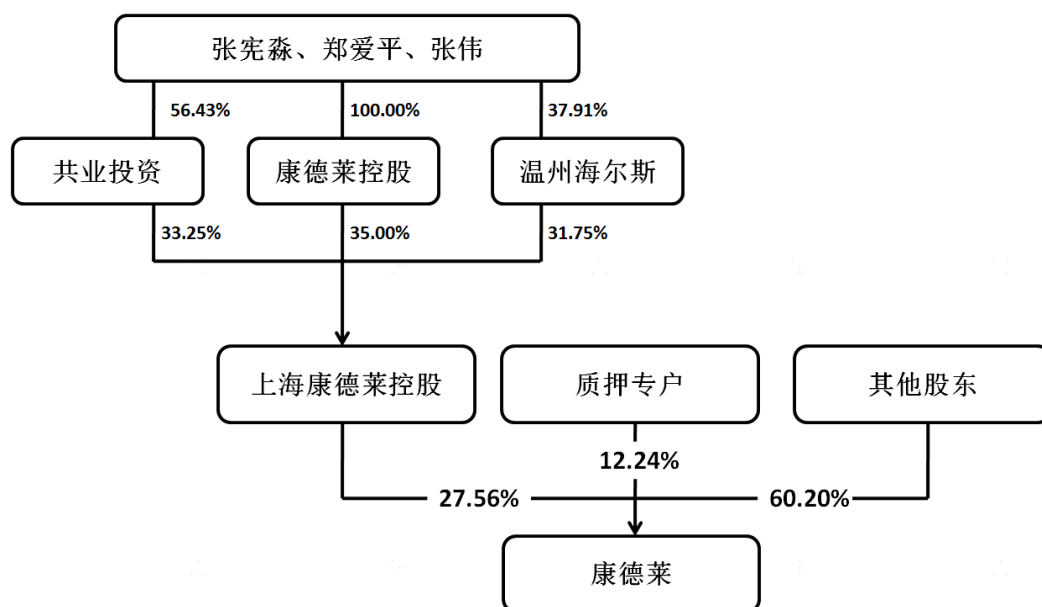 张宪淼、郑爱平、张伟
56.43%
100.00%
37.91%
共业投资
康德莱控股
温州海尔斯
33.25%
35.00%
31.75%
上海康德莱控股
质押专户
其他股东
12.24%
27.56%
60.20%
康德莱